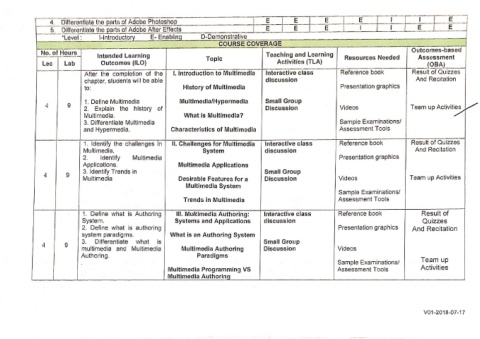 4. Differentiate the parts of Adobe Photoshop E E E E I I I E
5. Differentiate the parts of Adobe After Effects E E E E I I E E
*Level: I-Introductory E- Enabling D-Demonstrative
COURSE COVERAGE
No. of Hours
Lec Lab
Intended Learning Outcomes (ILO)
Topic
Teaching and Learning Activities (TLA)
Resources Needed
Outcomes-based Assessment (OBA)
4 9
After the completion of the
chapter, students will be able
to:
1. Define Multimedia
2. Explain the history of
Multimedia.
3. Differentiate Multimedia
and Hypermedia.
I. Introduction to Multimedia
History of Multimedia
Multimedia/Hypermedia
What is Multimedia?
Characteristics of Multimedia
Interactive class
discussion
Small Group
Discussion
Reference book
Presentation graphics
Videos
Sample Examinations/
Assessment Tools
Result of Quizzes
And Recitation
Team up Activities
4 9
1. Identify the challenges in
Multimedia.
2. Identify Multimedia
Applications.
3. Identify Trends in
Multimedia
II. Challenges for Multimedia
System
Multimedia Applications
Desirable Features for a
Multimedia System
Trends in Multimedia
Interactive class
discussion
Small Group
Discussion
Reference book
Presentation graphics
Videos
Sample Examinations/
Assessment Tools
Result of Quizzes
And Recitation
Team up Activities
4 9
1. Define what is Authoring
System.
2. Define what is authoring
system paradigms.
3. Differentiate what is
multimedia and Multimedia
Authoring.
III. Multimedia Authoring:
Systems and Applications
What is an Authoring System
Multimedia Authoring
Paradigms
Multimedia Programming VS
Multimedia Authoring
Interactive class
discussion
Small Group
Discussion
Reference book
Presentation graphics
Videos
Sample Examinations/
Assessment Tools
Result of
Quizzes
And Recitation
Team up
Activities
V01-2018-07-17